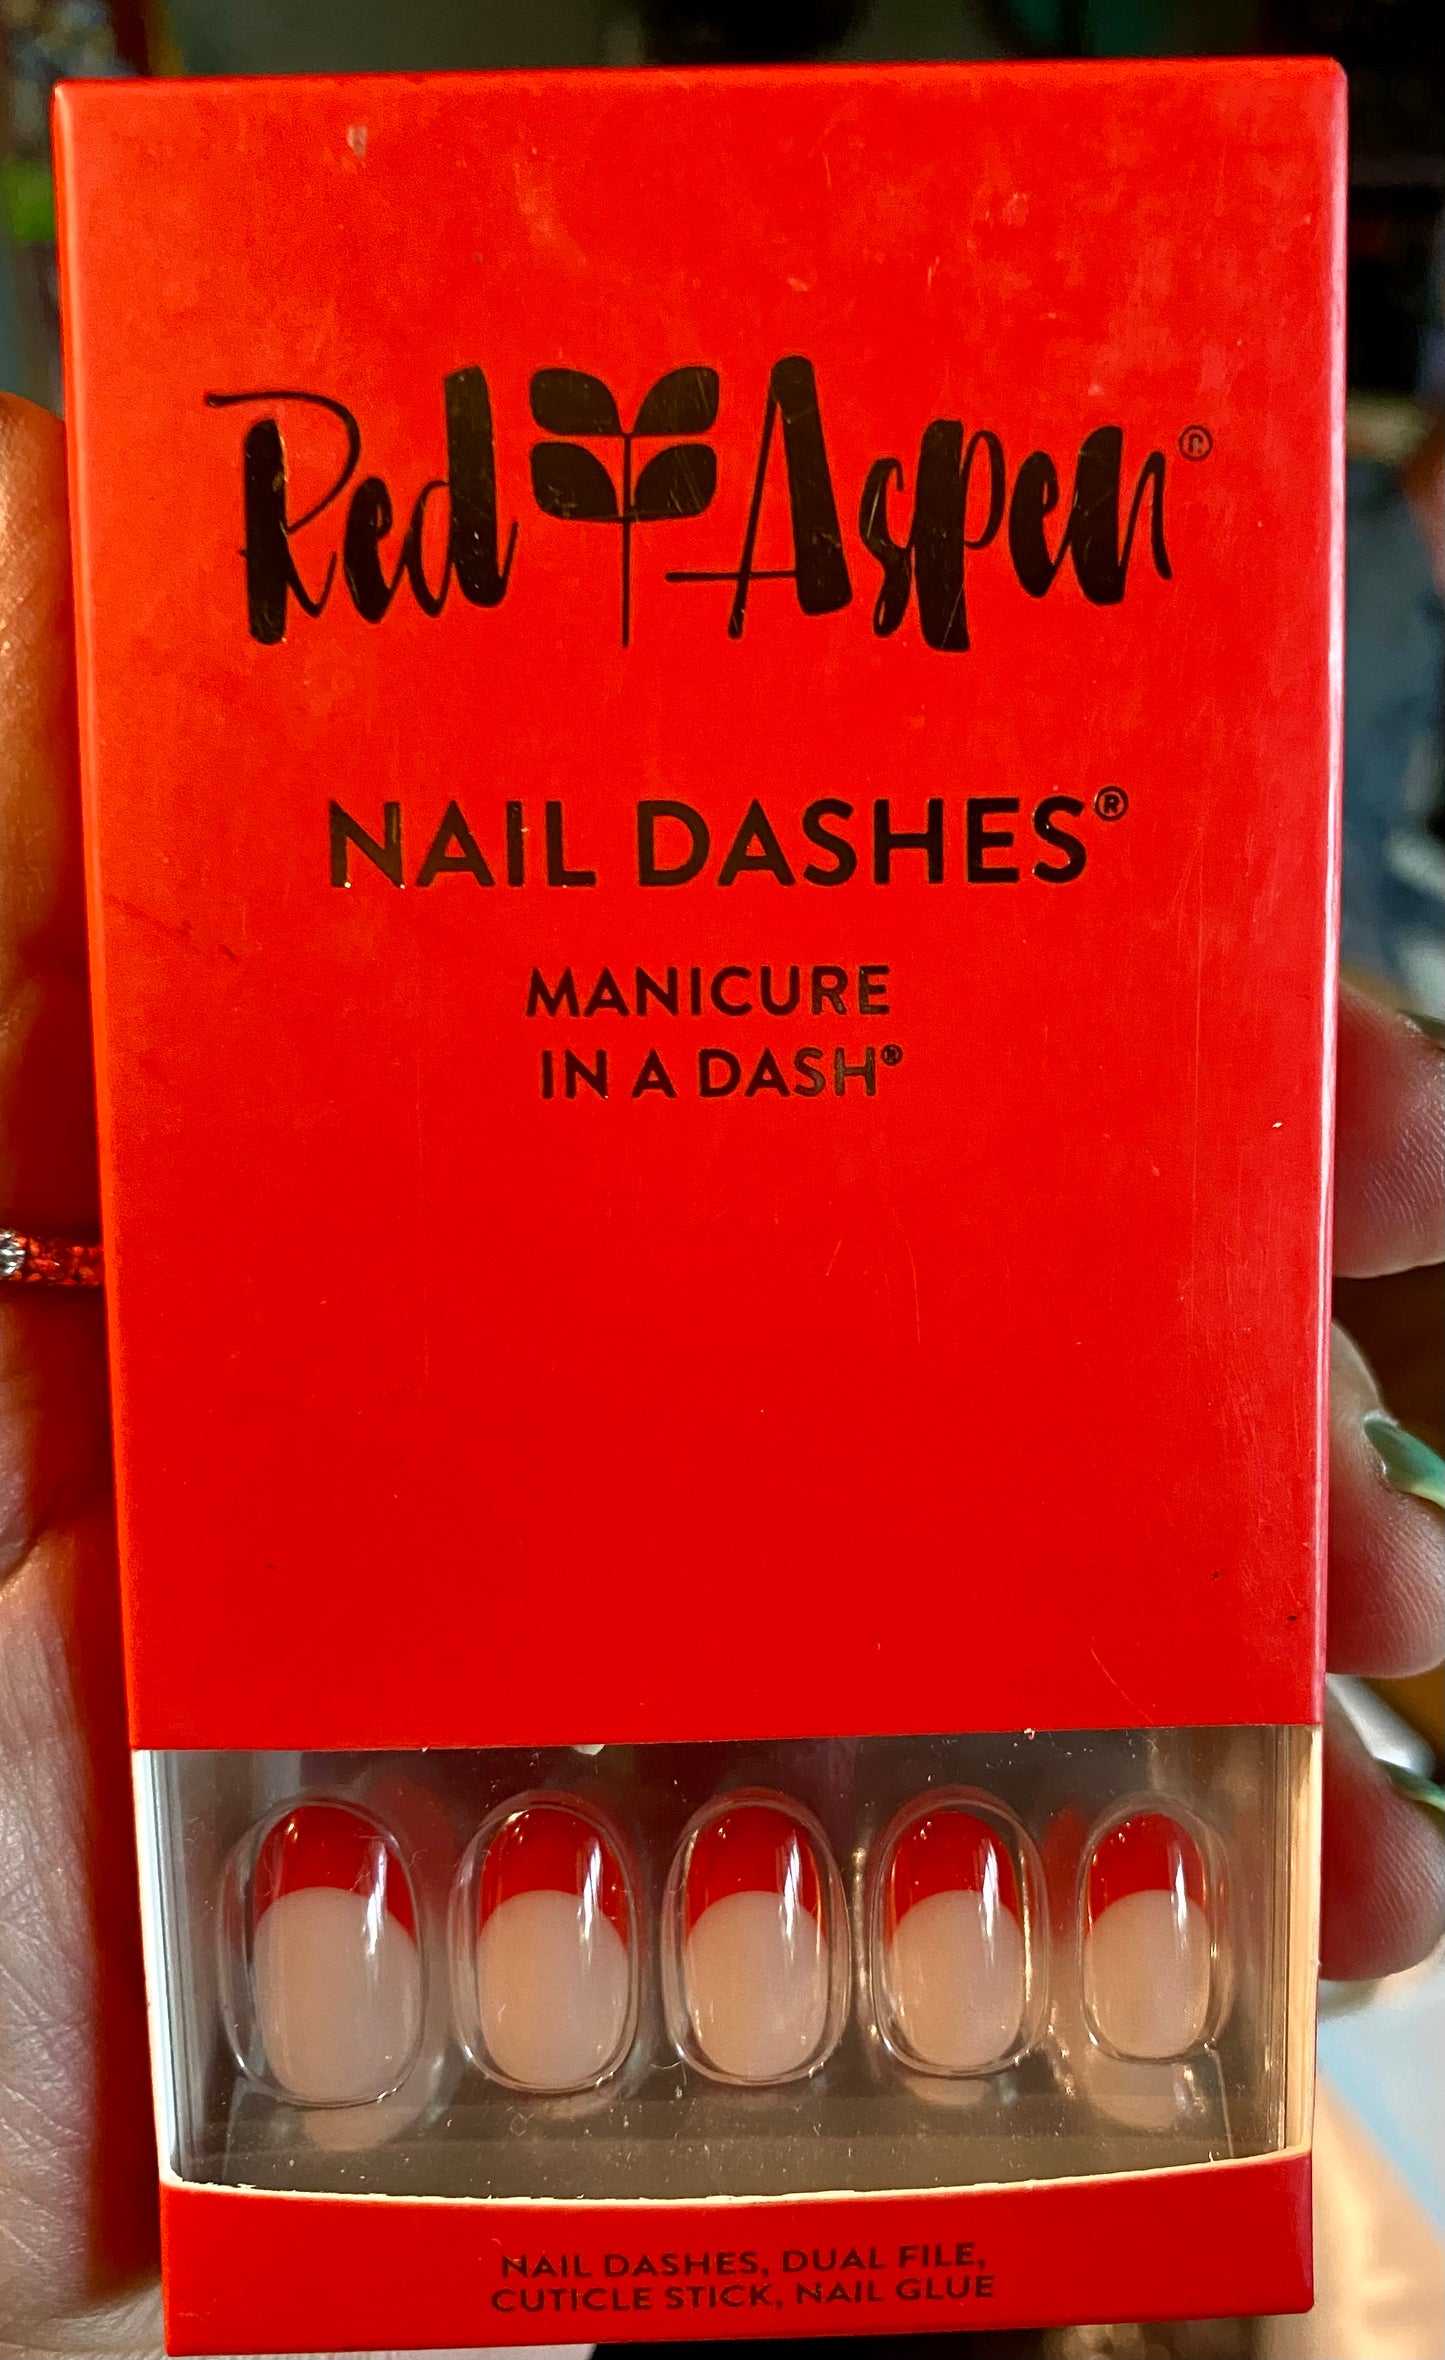 Red Aspen®
NAIL DASHES®
MANICURE
IN A DASH®
NAIL DASHES, DUAL FILE,
CUTICLE STICK, NAIL GLUE